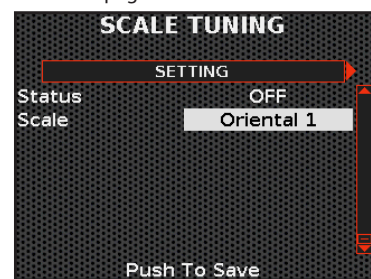 SCALE TUNING
SETTING
Status OFF
Scale Oriental 1
Push To Save